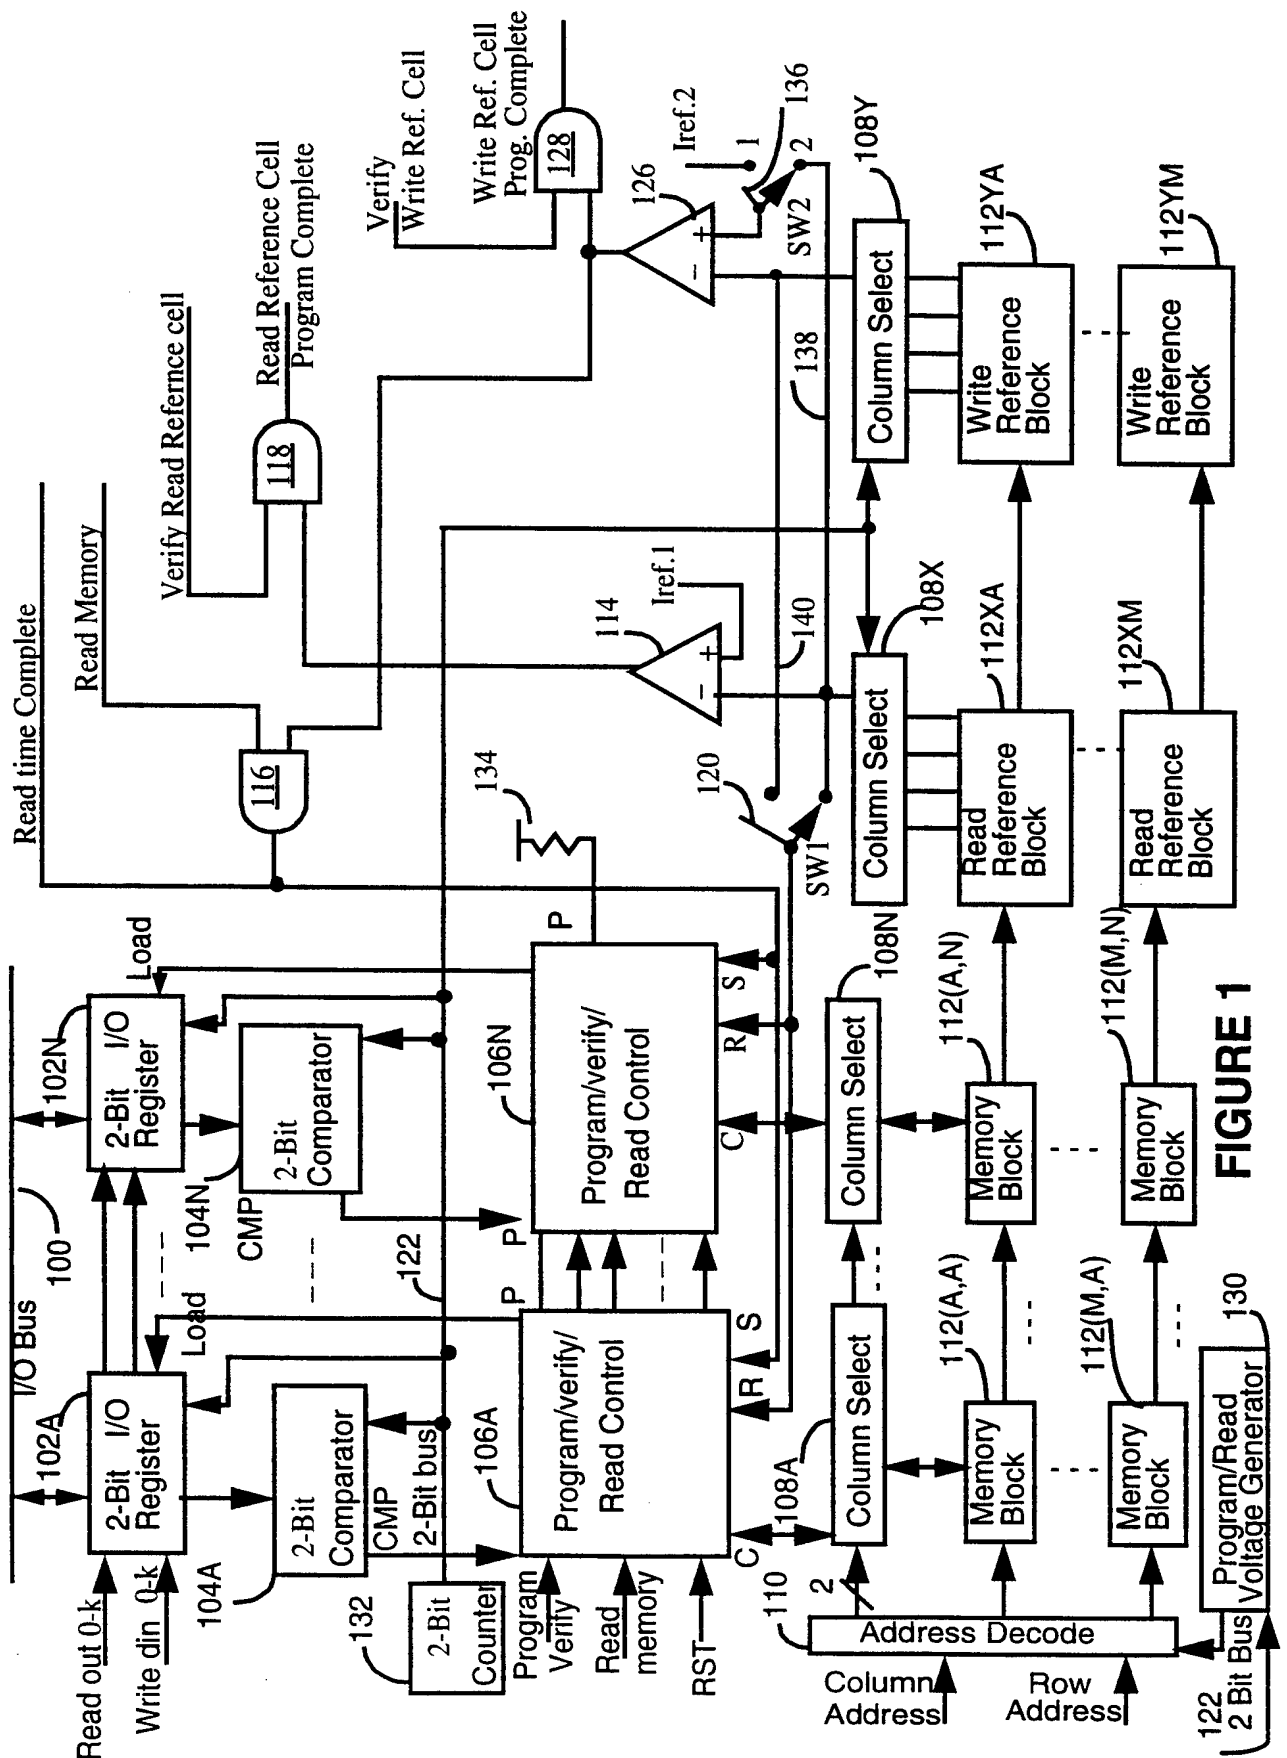 I/O Bus
100
Read out 0-k
Write din 0-k
102A
2-Bit I/O
Register
Load
102N
2-Bit I/O
Register
Load
104A
2-Bit
Comparator
CMP
104N
2-Bit
Comparator
CMP
132
2-Bit
Counter
2-Bit bus
122
Program
Verify
Read
memory
RST
106A
Program/verify/
Read Control
P
C
R
S
106N
Program/verify/
Read Control
P
P
C
R
S
134
Read time Complete
Read Memory
116
Verify Read Refernce cell
118
Read Reference Cell
Program Complete
Verify
Write Ref. Cell
128
Write Ref. Cell
Prog. Complete
114
Iref.1
+
−
126
+
−
Iref.2
1
2
136
SW2
120
SW1
140
138
110
2
Address Decode
Column
Address
Row
Address
108A
Column Select
108N
Column Select
108X
Column Select
108Y
Column Select
112(A,A)
Memory
Block
112(A,N)
Memory
Block
112XA
Read
Reference
Block
112YA
Write
Reference
Block
112(M,A)
Memory
Block
112(M,N)
Memory
Block
112XM
Read
Reference
Block
112YM
Write
Reference
Block
130
Program/Read
Voltage Generator
122
2 Bit Bus
FIGURE 1